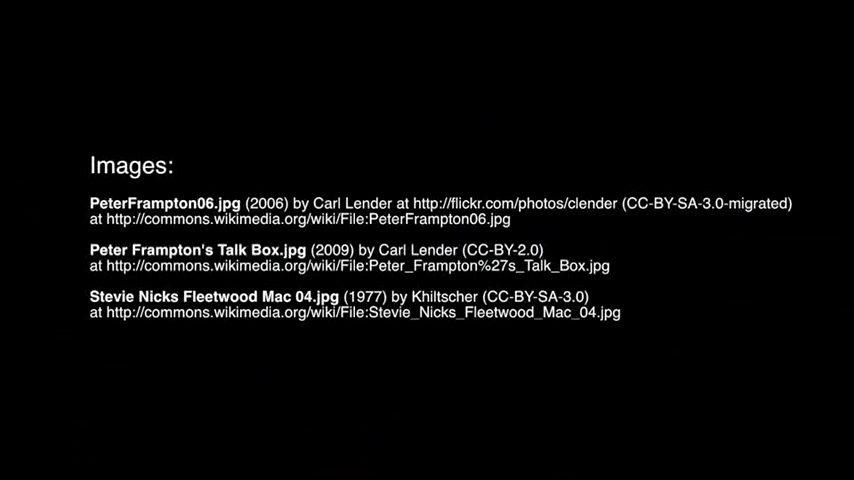 Images:
PeterFrampton06.jpg (2006) by Carl Lender at http://flickr.com/photos/clender (CC-BY-SA-3.0-migrated)
at http://commons.wikimedia.org/wiki/File:PeterFrampton06.jpg
Peter Frampton's Talk Box.jpg (2009) by Carl Lender (CC-BY-2.0)
at http://commons.wikimedia.org/wiki/File:Peter_Frampton%27s_Talk_Box.jpg
Stevie Nicks Fleetwood Mac 04.jpg (1977) by Khiltscher (CC-BY-SA-3.0)
at http://commons.wikimedia.org/wiki/File:Stevie_Nicks_Fleetwood_Mac_04.jpg